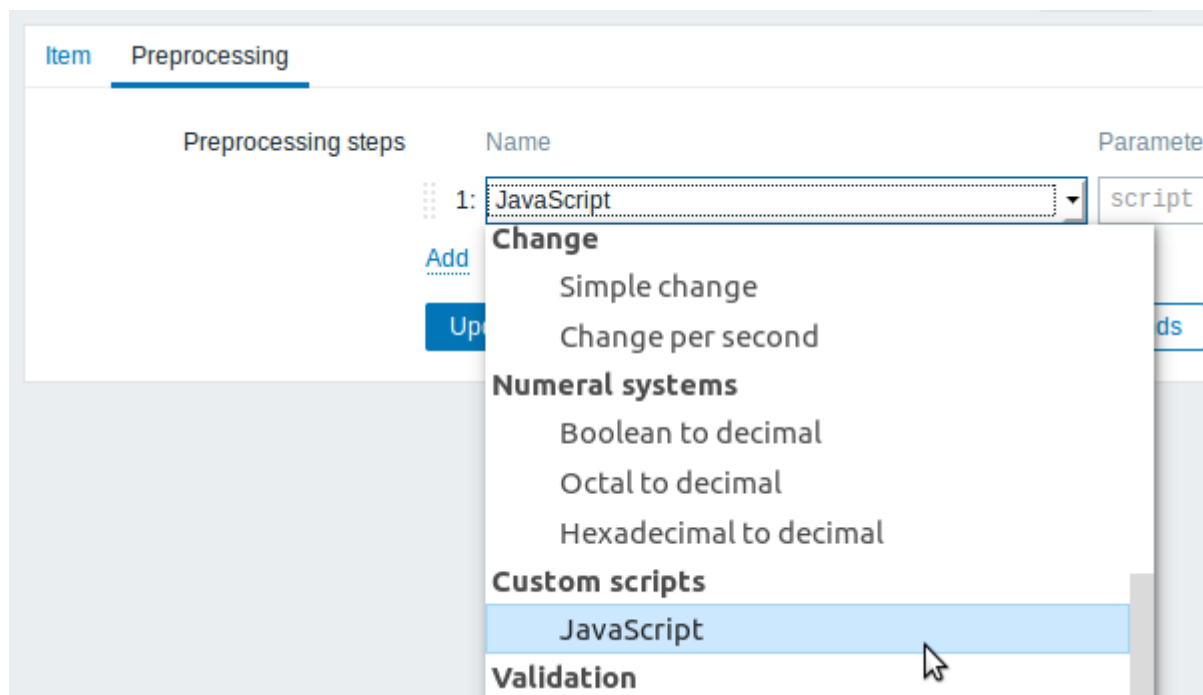 Item Preprocessing
Preprocessing steps Name
1: JavaScript script
Add
Change
Simple change
Change per second
Numeral systems
Boolean to decimal
Octal to decimal
Hexadecimal to decimal
Custom scripts
JavaScript
Validation